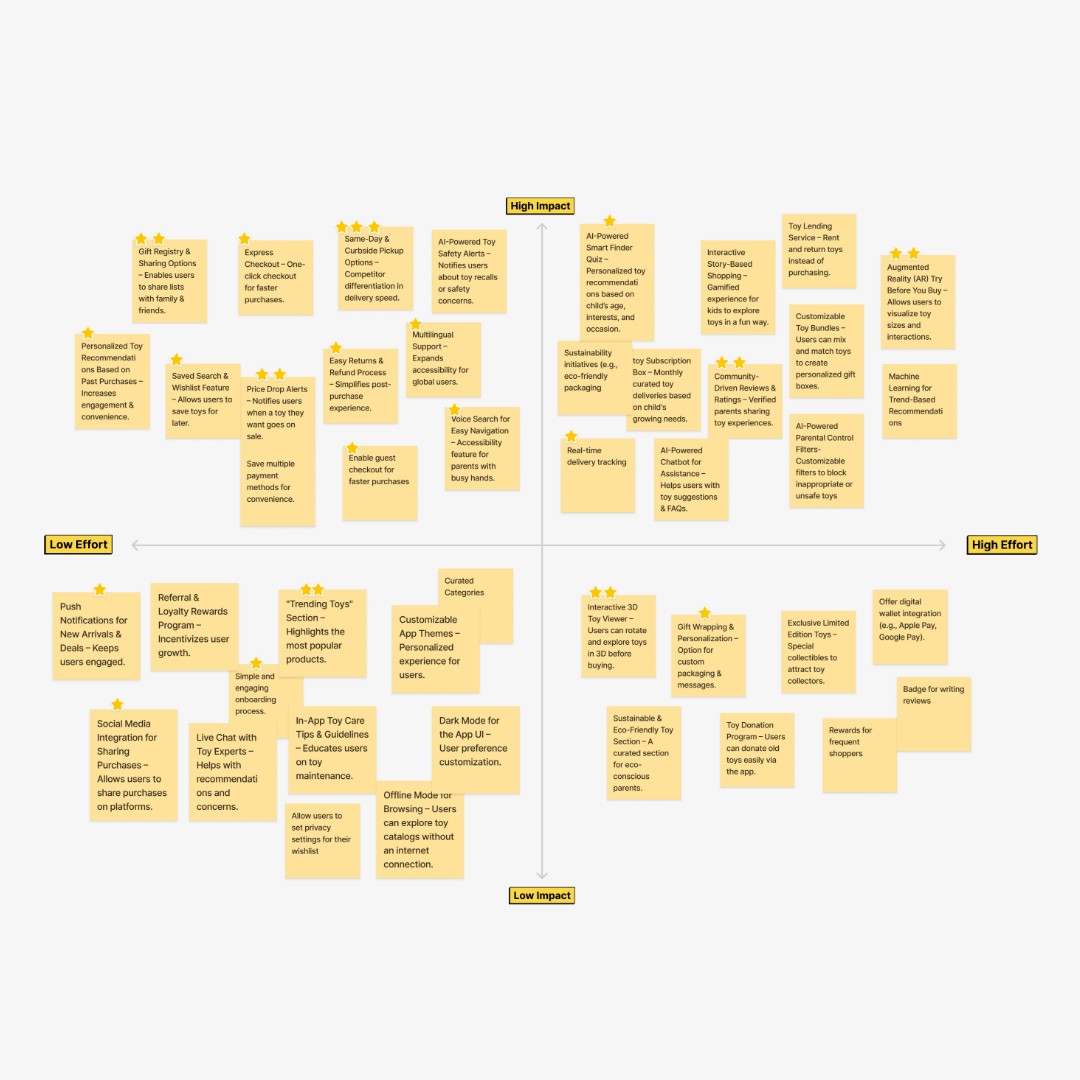 High Impact
Gift Registry &
Sharing Options
– Enables users
to share lists
with family &
friends.
Express
Checkout – One-
click checkout
for faster
purchases.
Same-Day &
Curbside Pickup
Options –
Competitor
differentiation in
delivery speed.
AI-Powered Toy
Safety Alerts –
Notifies users
about toy recalls
or safety
concerns.
Personalized Toy
Recommendati
ons Based on
Past Purchases –
Increases
engagement &
convenience.
Saved Search &
Wishlist Feature
– Allows users to
save toys for
later.
Price Drop Alerts
– Notifies users
when a toy they
want goes on
sale.
Save multiple
payment
methods for
convenience.
Easy Returns &
Refund Process
– Simplifies post-
purchase
experience.
Multilingual
Support –
Expands
accessibility for
global users.
Enable guest
checkout for
faster purchases
Voice Search for
Easy Navigation
– Accessibility
feature for
parents with
busy hands.
AI-Powered
Smart Finder
Quiz –
Personalized toy
recommendati
ons based on
child's age,
interests, and
occasion.
Interactive
Story-Based
Shopping –
Gamified
experience for
kids to explore
toys in a fun way.
Toy Lending
Service – Rent
and return toys
instead of
purchasing.
Augmented
Reality (AR) Try
Before You Buy –
Allows users to
visualize toy
sizes and
interactions.
Sustainability
initiatives (e.g.,
eco-friendly
packaging
toy Subscription
Box – Monthly
curated toy
deliveries based
on child's
growing needs.
Community-
Driven Reviews &
Ratings – Verified
parents sharing
toy experiences.
Customizable
Toy Bundles –
Users can mix
and match toys
to create
personalized gift
boxes.
Machine
Learning for
Trend-Based
Recommendati
ons
Real-time
delivery tracking
AI-Powered
Chatbot for
Assistance –
Helps users with
toy suggestions
& FAQs.
AI-Powered
Parental Control
Filters-
Customizable
filters to block
inappropriate or
unsafe toys
Low Effort
High Effort
Push
Notifications for
New Arrivals &
Deals – Keeps
users engaged.
Referral &
Loyalty Rewards
Program –
Incentivizes user
growth.
"Trending Toys"
Section –
Highlights the
most popular
products.
Curated
Categories
Customizable
App Themes –
Personalized
experience for
users.
Simple and
engaging
onboarding
process.
Social Media
Integration for
Sharing
Purchases –
Allows users to
share purchases
on platforms.
Live Chat with
Toy Experts –
Helps with
recommendati
ons and
concerns.
In-App Toy Care
Tips & Guidelines
– Educates users
on toy
maintenance.
Dark Mode for
the App UI –
User preference
customization.
Allow users to
set privacy
settings for their
wishlist
Offline Mode for
Browsing – Users
can explore toy
catalogs without
an internet
connection.
Interactive 3D
Toy Viewer –
Users can rotate
and explore toys
in 3D before
buying.
Gift Wrapping &
Personalization –
Option for
custom
packaging &
messages.
Exclusive Limited
Edition Toys –
Special
collectibles to
attract toy
collectors.
Offer digital
wallet integration
(e.g., Apple Pay,
Google Pay).
Badge for writing
reviews
Sustainable &
Eco-Friendly Toy
Section – A
curated section
for eco-
conscious
parents.
Toy Donation
Program – Users
can donate old
toys easily via
the app.
Rewards for
frequent
shoppers
Low Impact